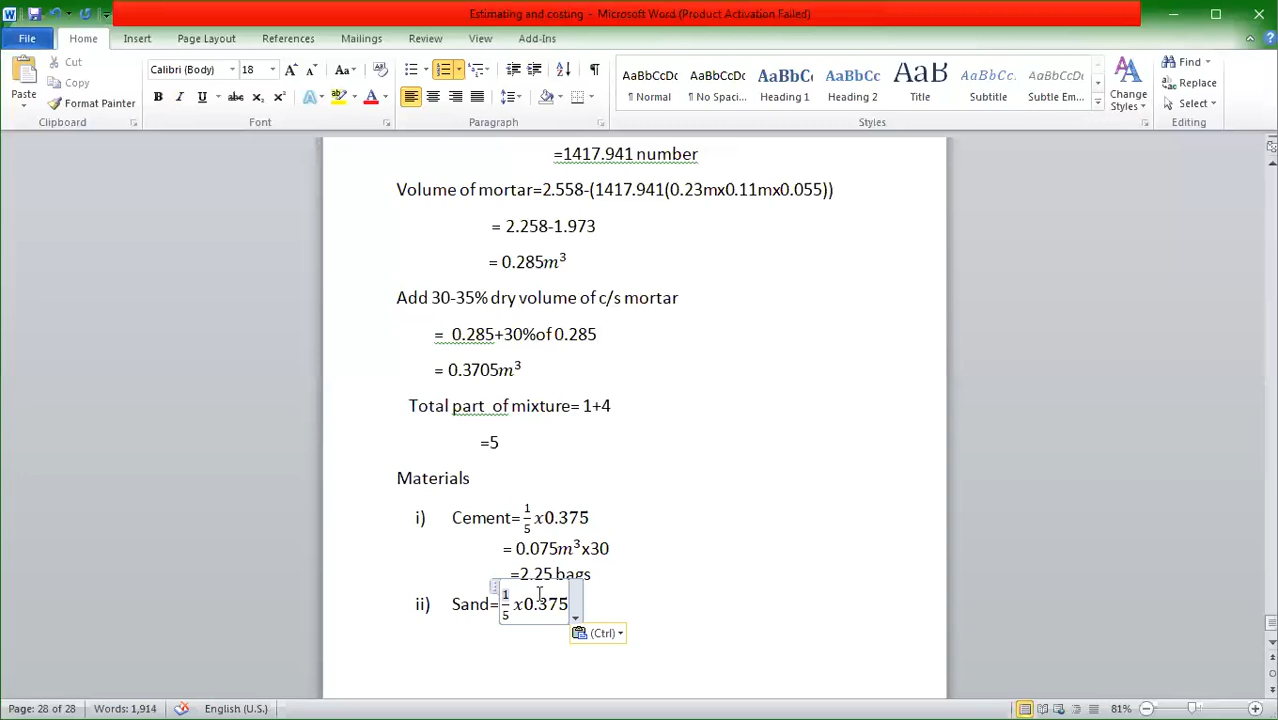 Estimating and costing - Microsoft Word (Product Activation Failed)
File Home Insert Page Layout References Mailings Review View Add-Ins
Paste Cut Copy Format Painter
Calibri (Body) 18
B I U abc x₂ x² Aa A
AaBbCcDc AaBbCcDc AaBbCc AaBbCc AaB AaBbCc. AaBbCcDc
¶ Normal ¶ No Spaci... Heading 1 Heading 2 Title Subtitle Subtle Em...
Change Styles
Find Replace Select
Clipboard Font Paragraph Styles Editing
=1417.941 number
Volume of mortar=2.558-(1417.941(0.23mx0.11mx0.055))
= 2.258-1.973
= 0.285m³
Add 30-35% dry volume of c/s mortar
= 0.285+30%of 0.285
= 0.3705m³
Total part of mixture= 1+4
=5
Materials
i) Cement= 1/5 x0.375
= 0.075m³x30
=2.25 bags
ii) Sand= 1/5 x0.375
(Ctrl)
Page: 28 of 28 Words: 1,914 English (U.S.) 81%